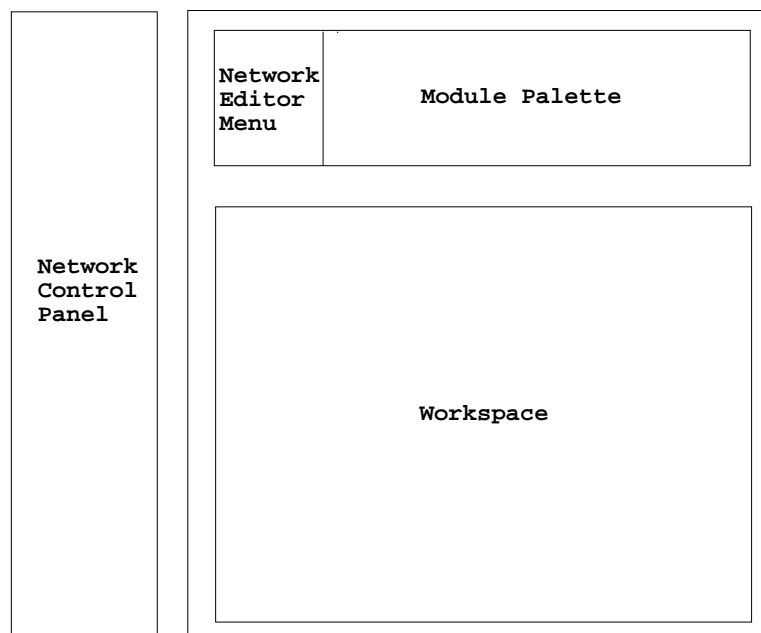 Network
Editor
Menu
Module Palette
Network
Control
Panel
Workspace